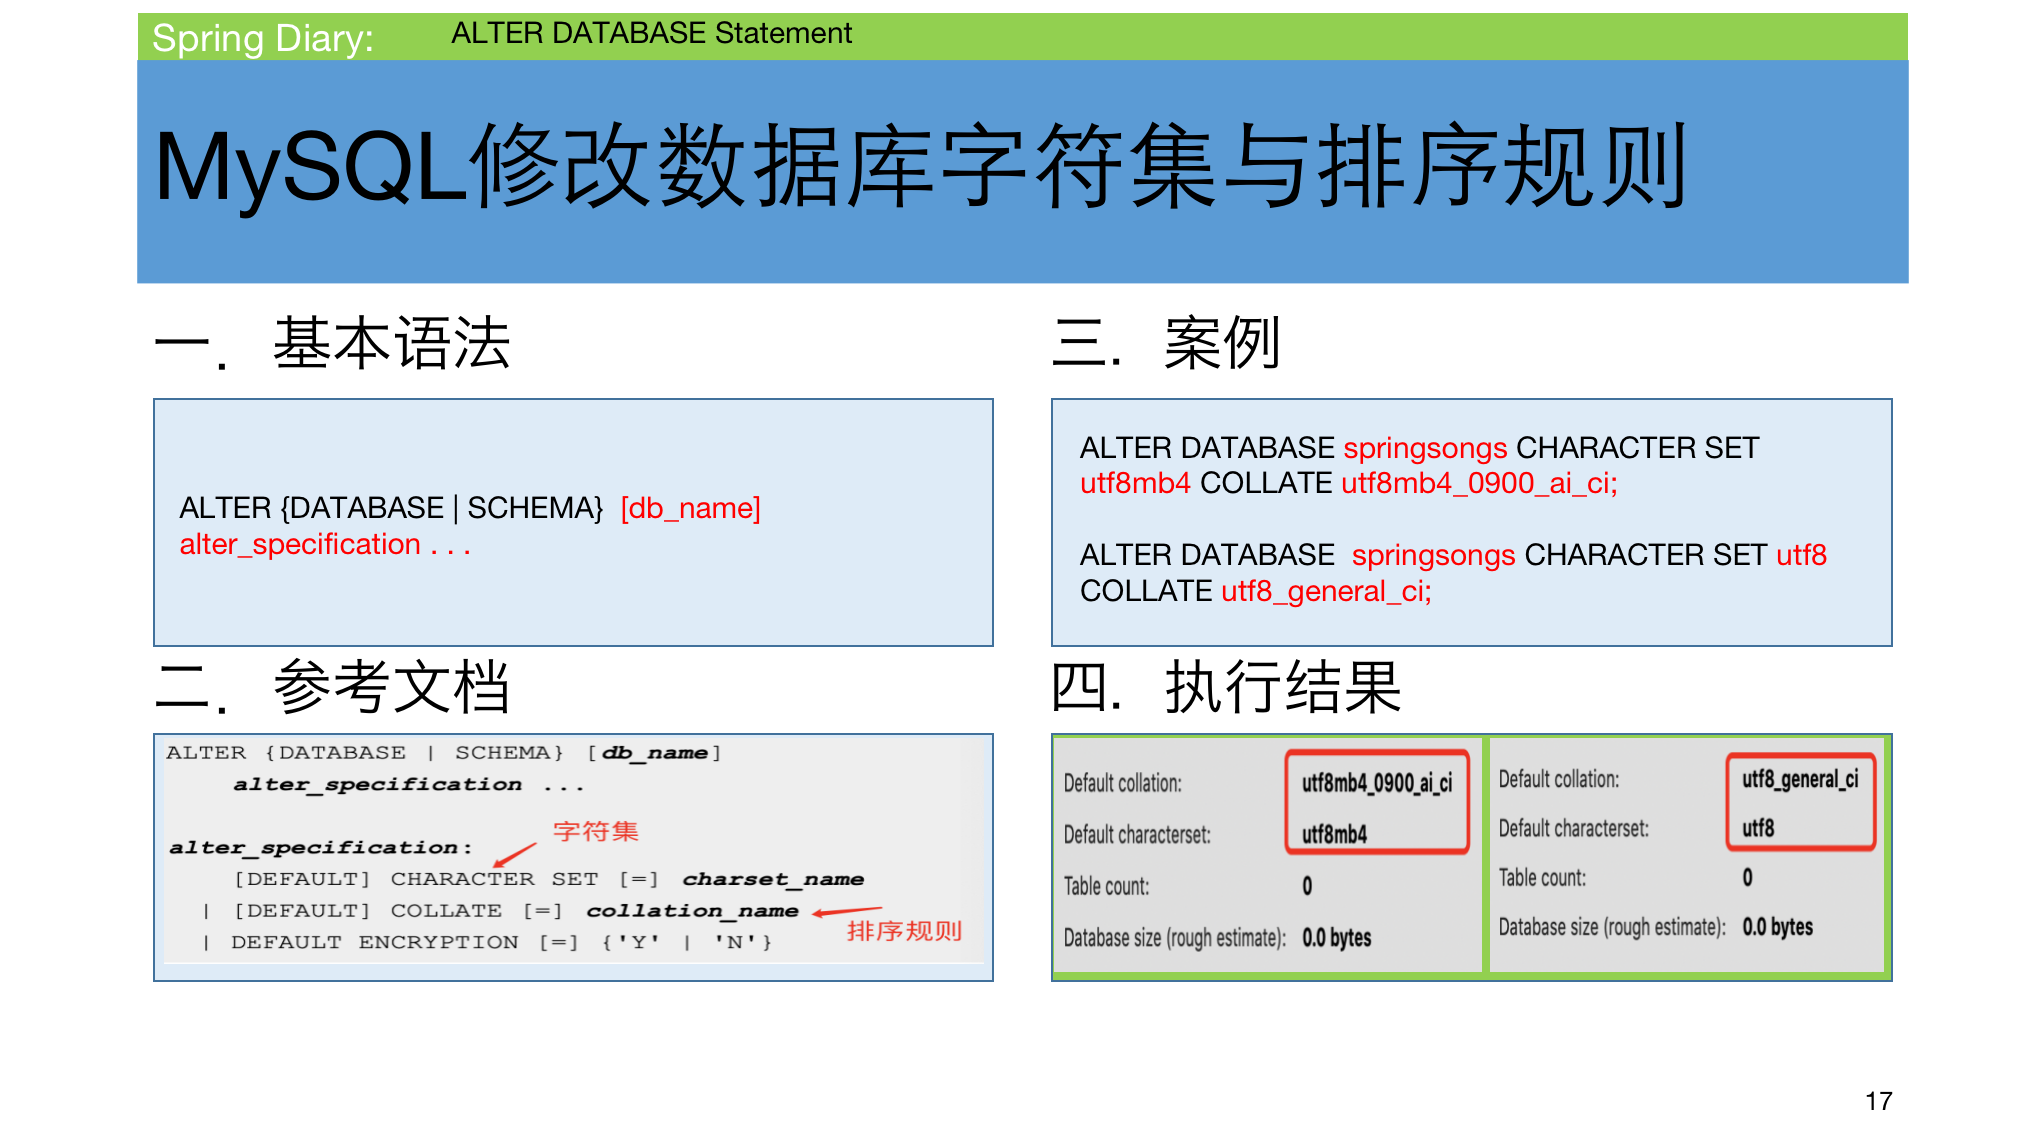 Spring Diary: ALTER DATABASE Statement
MySQL修改数据库字符集与排序规则
一. 基本语法
ALTER {DATABASE | SCHEMA} [db_name]
alter_specification . . .
二. 参考文档
ALTER {DATABASE | SCHEMA} [db_name]
alter_specification ...
字符集
alter_specification:
[DEFAULT] CHARACTER SET [=] charset_name
| [DEFAULT] COLLATE [=] collation_name
排序规则
| DEFAULT ENCRYPTION [=] {'Y' | 'N'}
三. 案例
ALTER DATABASE springsongs CHARACTER SET
utf8mb4 COLLATE utf8mb4_0900_ai_ci;
ALTER DATABASE springsongs CHARACTER SET utf8
COLLATE utf8_general_ci;
四. 执行结果
Default collation: utf8mb4_0900_ai_ci
Default characterset: utf8mb4
Table count: 0
Database size (rough estimate): 0.0 bytes
Default collation: utf8_general_ci
Default characterset: utf8
Table count: 0
Database size (rough estimate): 0.0 bytes
17